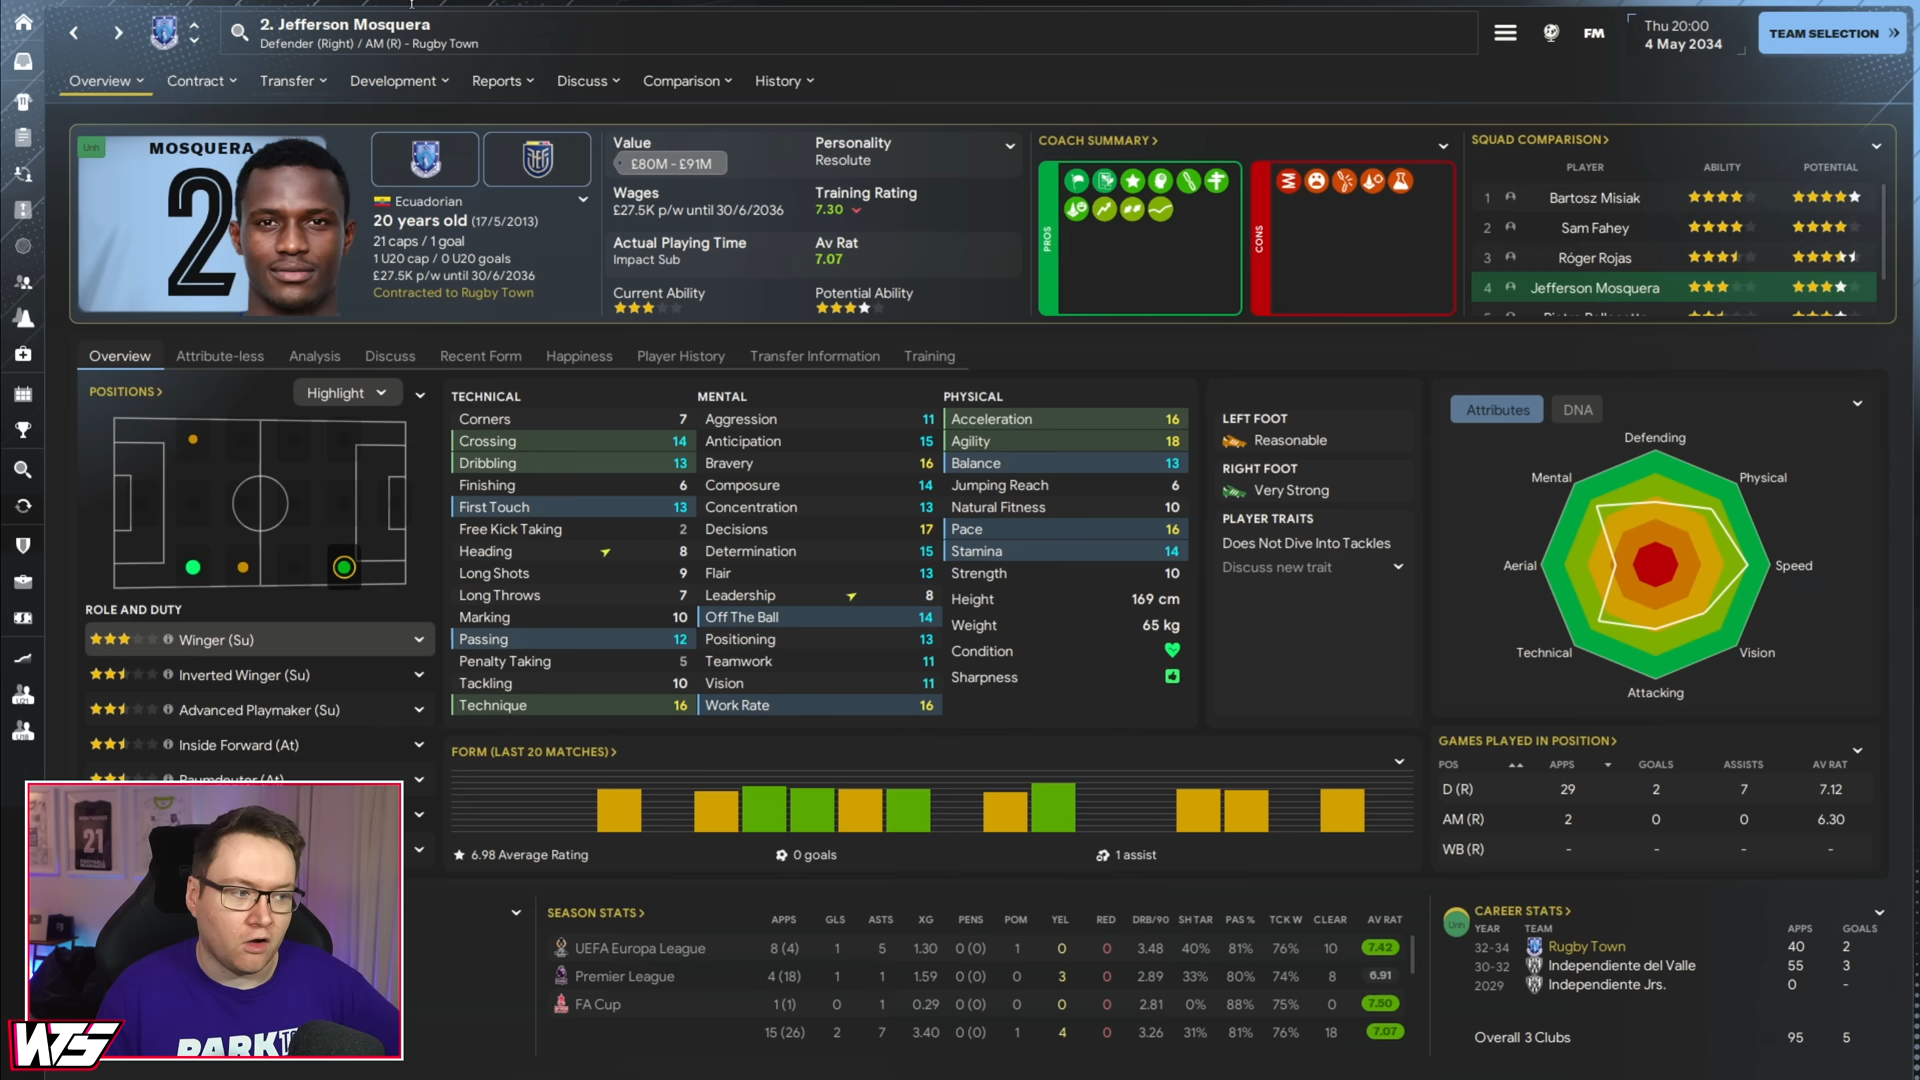 2. Jefferson Mosquera
Defender (Right) / AM (R) - Rugby Town
FM
Thu 20:00
4 May 2034
TEAM SELECTION
Overview
Contract
Transfer
Development
Reports
Discuss
Comparison
History
Unh
MOSQUERA
2
Ecuadorian
20 years old (17/5/2013)
21 caps / 1 goal
1 U20 cap / 0 U20 goals
£27.5K p/w until 30/6/2036
Contracted to Rugby Town
Value
£80M - £91M
Wages
£27.5K p/w until 30/6/2036
Actual Playing Time
Impact Sub
Current Ability
Personality
Resolute
Training Rating
7.30
Av Rat
7.07
Potential Ability
COACH SUMMARY >
PROS
CONS
SQUAD COMPARISON >
PLAYER ABILITY POTENTIAL
1 Bartosz Misiak
2 Sam Fahey
3 Róger Rojas
4 Jefferson Mosquera
Overview
Attribute-less
Analysis
Discuss
Recent Form
Happiness
Player History
Transfer Information
Training
POSITIONS >
Highlight
ROLE AND DUTY
Winger (Su)
Inverted Winger (Su)
Advanced Playmaker (Su)
Inside Forward (At)
Raumdeuter (At)
TECHNICAL
Corners 7
Crossing 14
Dribbling 13
Finishing 6
First Touch 13
Free Kick Taking 2
Heading 8
Long Shots 9
Long Throws 7
Marking 10
Passing 12
Penalty Taking 5
Tackling 10
Technique 16
MENTAL
Aggression 11
Anticipation 15
Bravery 16
Composure 14
Concentration 13
Decisions 17
Determination 15
Flair 13
Leadership 8
Off The Ball 14
Positioning 13
Teamwork 11
Vision 11
Work Rate 16
PHYSICAL
Acceleration 16
Agility 18
Balance 13
Jumping Reach 6
Natural Fitness 10
Pace 16
Stamina 14
Strength 10
Height 169 cm
Weight 65 kg
Condition
Sharpness
LEFT FOOT
Reasonable
RIGHT FOOT
Very Strong
PLAYER TRAITS
Does Not Dive Into Tackles
Discuss new trait
Attributes
DNA
Defending
Physical
Speed
Vision
Attacking
Technical
Aerial
Mental
FORM (LAST 20 MATCHES) >
6.98 Average Rating
0 goals
1 assist
GAMES PLAYED IN POSITION >
POS APPS GOALS ASSISTS AV RAT
D (R) 29 2 7 7.12
AM (R) 2 0 0 6.30
WB (R) - - - -
SEASON STATS >
APPS GLS ASTS XG PENS POM YEL RED DRB/90 SH TAR PAS % TCK W CLEAR AV RAT
UEFA Europa League 8 (4) 1 5 1.30 0 (0) 1 0 0 3.48 40% 81% 76% 10 7.42
Premier League 4 (18) 1 1 1.59 0 (0) 0 3 0 2.89 33% 80% 74% 8 6.91
FA Cup 1 (1) 0 1 0.29 0 (0) 0 0 0 2.81 0% 88% 75% 0 7.50
15 (26) 2 7 3.40 0 (0) 1 4 0 3.26 31% 81% 76% 18 7.07
Unh
CAREER STATS >
YEAR TEAM APPS GOALS
32-34 Rugby Town 40 2
30-32 Independiente del Valle 55 3
2029 Independiente Jrs. 0 -
Overall 3 Clubs 95 5
U21
U18
21
WTS